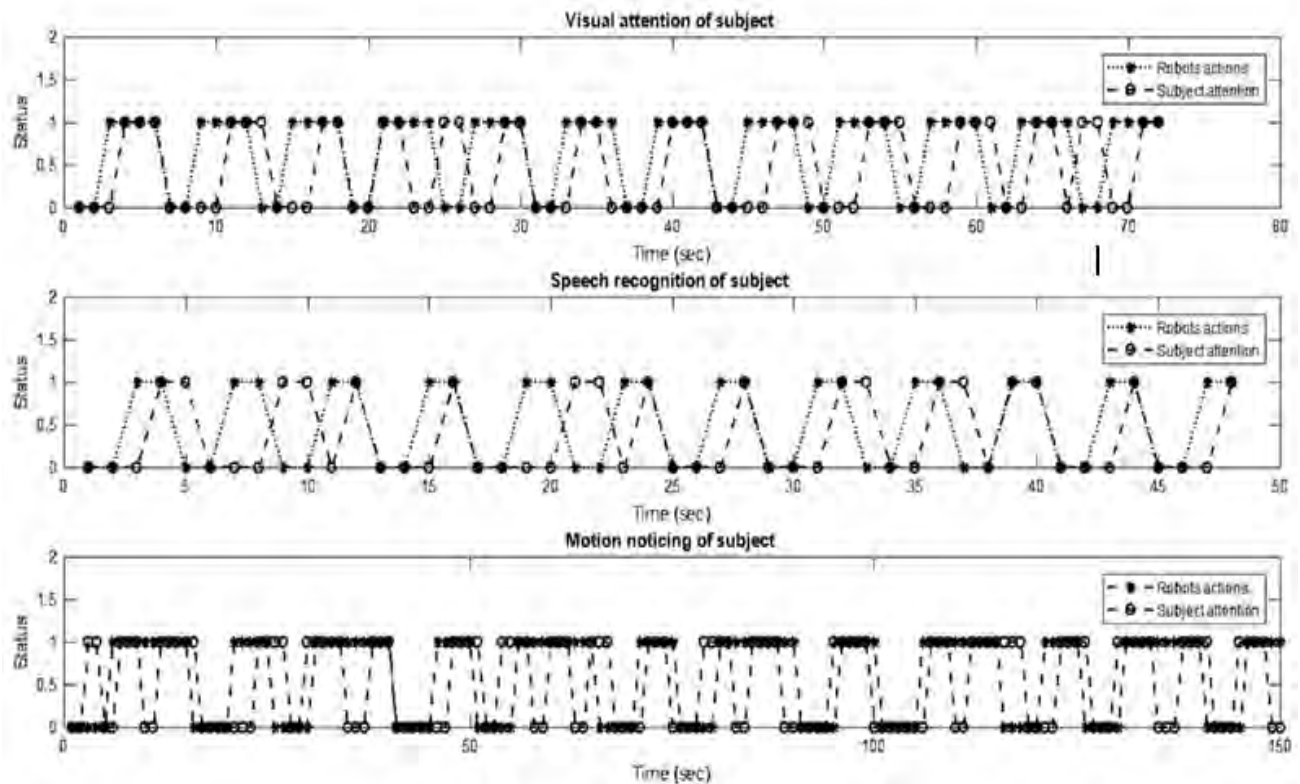 Visual attention of subject
2
1.5
1
0.5
0
Status
Robots actions
Subject attention
0 10 20 30 40 50 60 70 80
Time (sec)
Speech recognition of subject
2
1.5
1
0.5
0
Status
Robots actions
Subject attention
0 5 10 15 20 25 30 35 40 45 50
Time (sec)
Motion noticing of subject
2
1.5
1
0.5
0
Status
Robots actions
Subject attention
0 50 100 150
Time (sec)